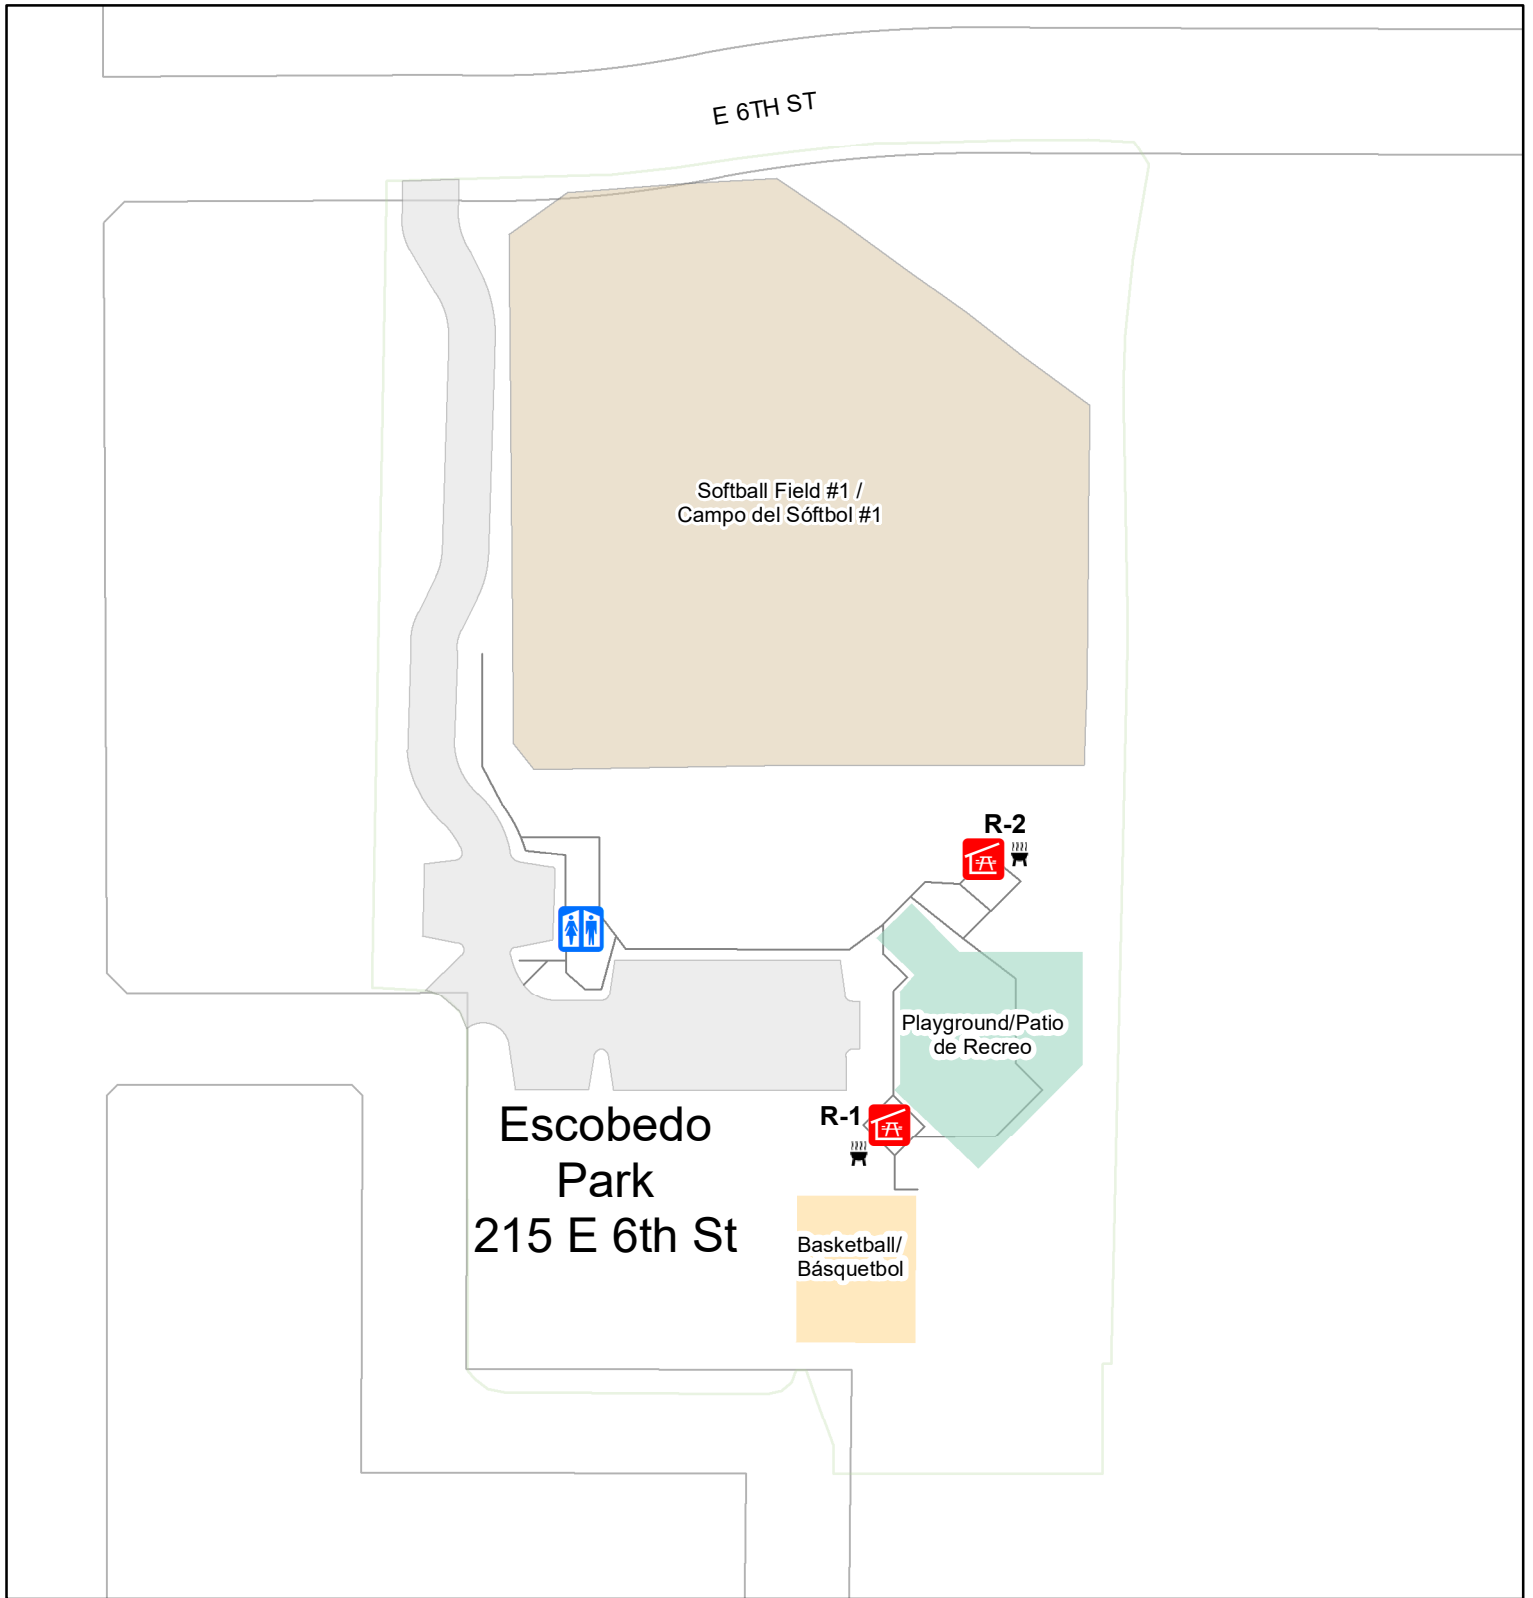 E 6TH ST
Softball Field #1 /
Campo del Sóftbol #1
R-2
Playground/Patio
de Recreo
R-1
Escobedo
Park
215 E 6th St
Basketball/
Básquetbol